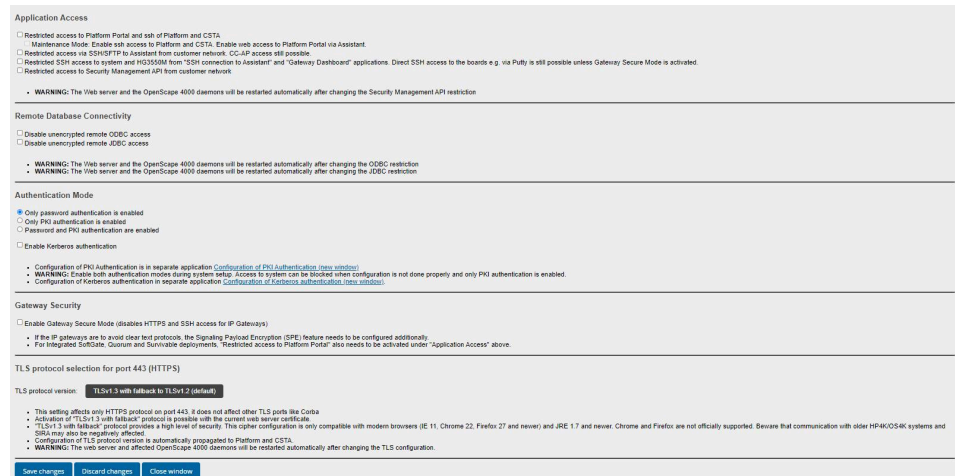 Application Access
Restricted access to Platform Portal and ssh of Platform and CSTA
Maintenance Mode: Enable ssh access to Platform and CSTA. Enable web access to Platform Portal via Assistant.
Restricted access via SSH/SFTP to Assistant from customer network. CC-AP access still possible.
Restricted SSH access to system and HG3550M from "SSH connection to Assistant" and "Gateway Dashboard" applications. Direct SSH access to the boards e.g. via Putty is still possible unless Gateway Secure Mode is activated.
Restricted access to Security Management API from customer network
• WARNING: The Web server and the OpenScape 4000 daemons will be restarted automatically after changing the Security Management API restriction
Remote Database Connectivity
Disable unencrypted remote ODBC access
Disable unencrypted remote JDBC access
• WARNING: The Web server and the OpenScape 4000 daemons will be restarted automatically after changing the ODBC restriction
• WARNING: The Web server and the OpenScape 4000 daemons will be restarted automatically after changing the JDBC restriction
Authentication Mode
Only password authentication is enabled
Only PKI authentication is enabled
Password and PKI authentication are enabled
Enable Kerberos authentication
• Configuration of PKI Authentication is in separate application Configuration of PKI Authentication (new window)
• WARNING: Enable both authentication modes during system setup. Access to system can be blocked when configuration is not done properly and only PKI authentication is enabled.
• Configuration of Kerberos authentication in separate application Configuration of Kerberos authentication (new window).
Gateway Security
Enable Gateway Secure Mode (disables HTTPS and SSH access for IP Gateways)
• If the IP gateways are to avoid clear text protocols, the Signaling Payload Encryption (SPE) feature needs to be configured additionally.
• For Integrated SoftGate, Quorum and Survivable deployments, "Restricted access to Platform Portal" also needs to be activated under "Application Access" above.
TLS protocol selection for port 443 (HTTPS)
TLS protocol version: TLSv1.3 with fallback to TLSv1.2 (default)
• This setting affects only HTTPS protocol on port 443. it does not affect other TLS ports like Corba
• Activation of "TLSv1.3 with fallback" protocol is possible with the current web server certificate.
• "TLSv1.3 with fallback" protocol provides a high level of security. This cipher configuration is only compatible with modern browsers (IE 11, Chrome 22, Firefox 27 and newer) and JRE 1.7 and newer. Chrome and Firefox are not officially supported. Beware that communication with older HP4K/OS4K systems and
SIRA may also be negatively affected.
• Configuration of TLS protocol version is automatically propagated to Platform and CSTA.
• WARNING: The web server and affected OpenScape 4000 daemons will be restarted automatically after changing the TLS configuration.
Save changes Discard changes Close window